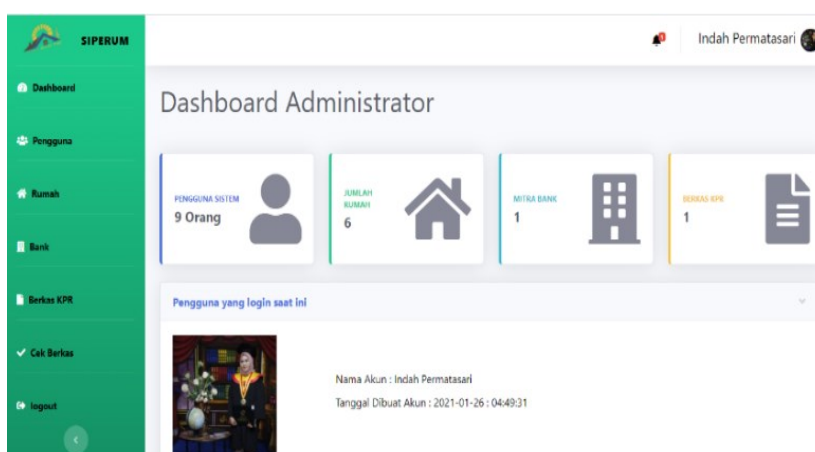 SIPERUM
Indah Permatasari
Dashboard
Pengguna
Rumah
Bank
Berkas KPR
Cek Berkas
logout
Dashboard Administrator
PENGGUNA SISTEM
9 Orang
JUMLAH
RUMAH
6
MITRA BANK
1
BERKAS KPR
1
Pengguna yang login saat ini
Nama Akun : Indah Permatasari
Tanggal Dibuat Akun : 2021-01-26 : 04:49:31